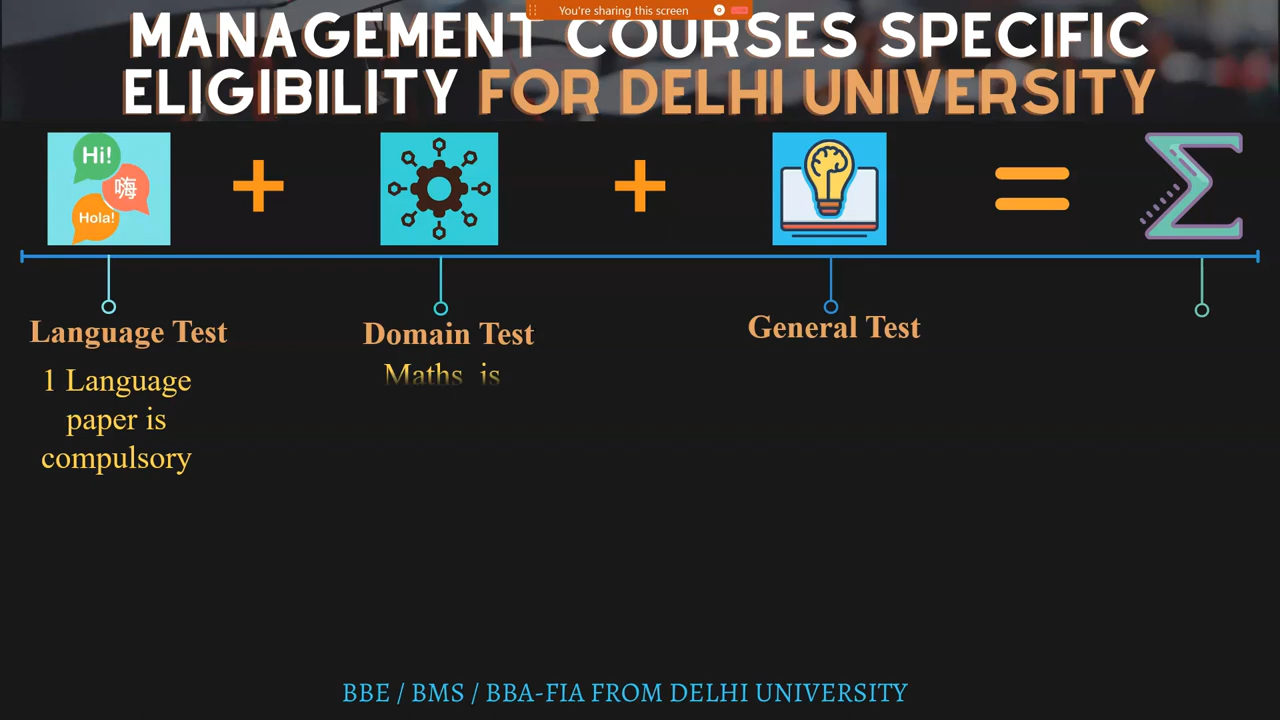 You're sharing this screen
MANAGEMENT COURSES SPECIFIC
ELIGIBILITY FOR DELHI UNIVERSITY
Hi!
嗨
Hola!
Language Test
1 Language
paper is
compulsory
Domain Test
Maths is
General Test
BBE / BMS / BBA-FIA FROM DELHI UNIVERSITY